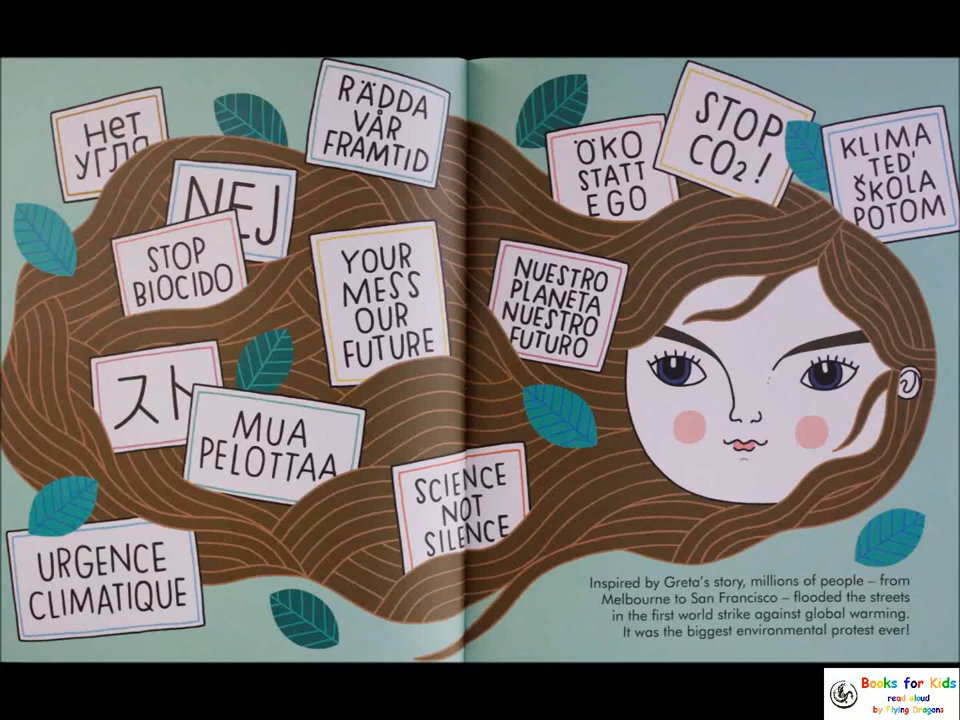 нет
угля
RÄDDA
VÅR
FRAMTID
NEJ
STOP
BIOCIDO
YOUR
MESS
OUR
FUTURE
スト
MUA
PELOTTAA
URGENCE
CLIMATIQUE
SCIENCE
NOT
SILENCE
ÖKO
STATT
EGO
STOP
CO2!
KLIMA
TEĎ
ŠKOLA
POTOM
NUESTRO
PLANETA
NUESTRO
FUTURO
Inspired by Greta's story, millions of people – from
Melbourne to San Francisco – flooded the streets
in the first world strike against global warming.
It was the biggest environmental protest ever!
Books for Kids
read aloud
by Flying Dragons